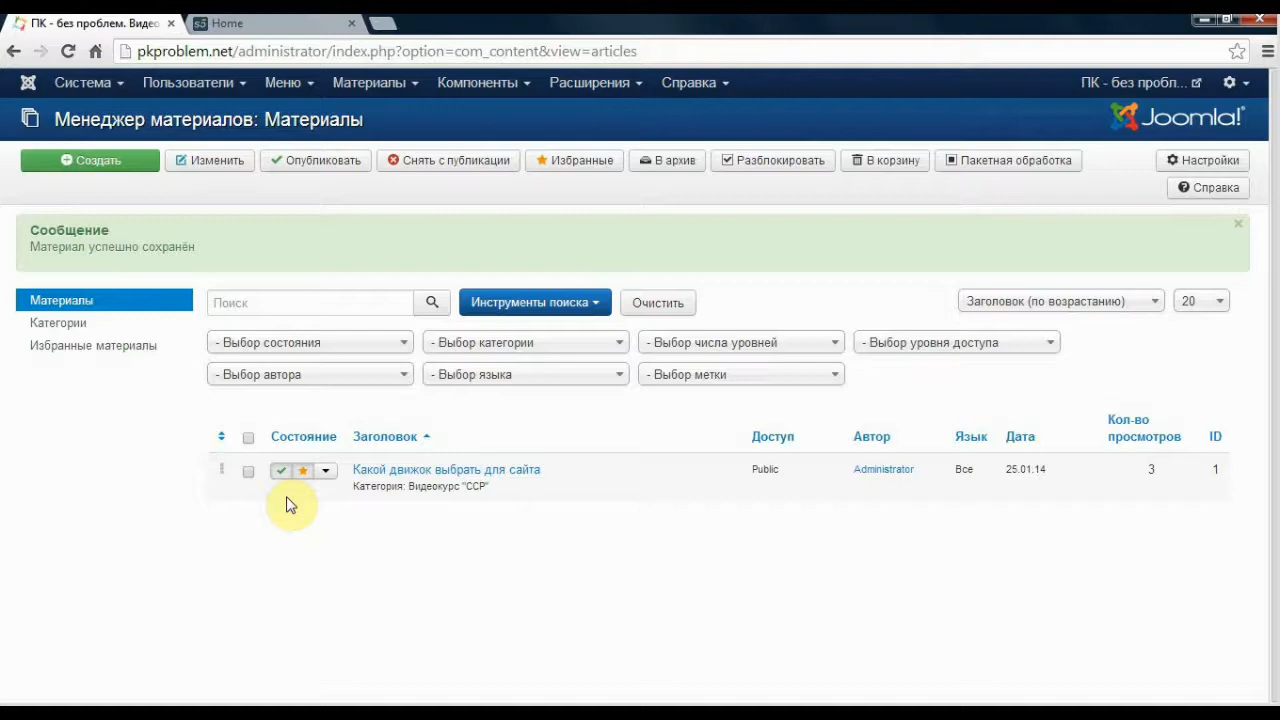 ПК - без проблем. Видео
Home
pkproblem.net/administrator/index.php?option=com_content&view=articles
Система Пользователи Меню Материалы Компоненты Расширения Справка ПК - без пробл...
Менеджер материалов: Материалы
Joomla!
Создать Изменить Опубликовать Снять с публикации Избранные В архив Разблокировать В корзину Пакетная обработка Настройки
Справка
Сообщение
Материал успешно сохранён
Материалы
Категории
Избранные материалы
Поиск Инструменты поиска Очистить Заголовок (по возрастанию) 20
- Выбор состояния - Выбор категории - Выбор числа уровней - Выбор уровня доступа
- Выбор автора - Выбор языка - Выбор метки
Состояние Заголовок Доступ Автор Язык Дата Кол-во просмотров ID
Какой движок выбрать для сайта Public Administrator Все 25.01.14 3 1
Категория: Видеокурс "ССР"